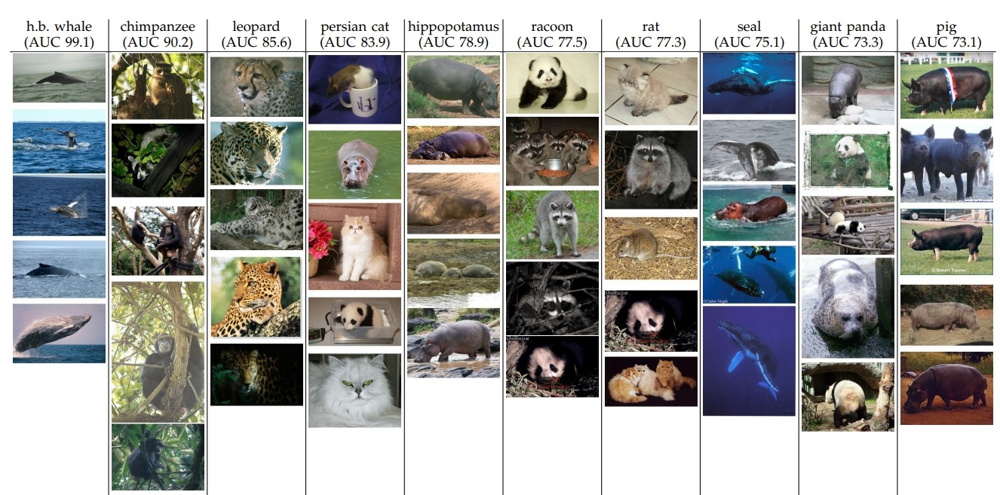 h.b. whale
(AUC 99.1)
chimpanzee
(AUC 90.2)
leopard
(AUC 85.6)
persian cat
(AUC 83.9)
hippopotamus
(AUC 78.9)
racoon
(AUC 77.5)
rat
(AUC 77.3)
seal
(AUC 75.1)
giant panda
(AUC 73.3)
pig
(AUC 73.1)